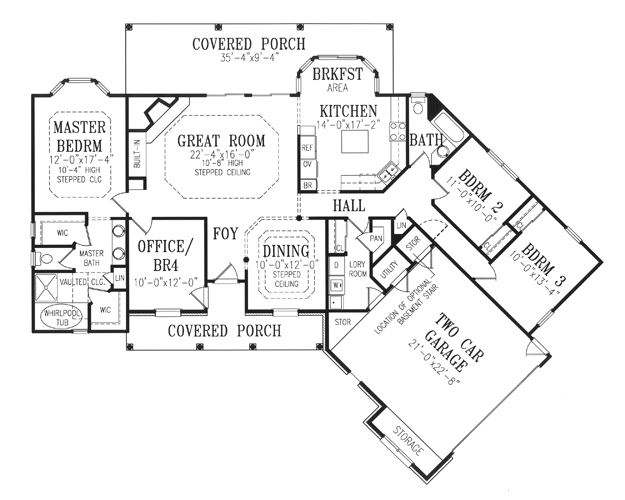 COVERED PORCH
35'-4"x9'-4"
BRKFST
AREA
KITCHEN
14'-0"x17'-2"
REF
OV
BR
MASTER
BEDRM
12'-0"x17'-4"
10'-4" HIGH
STEPPED CLG
BUILT-IN
GREAT ROOM
22'-4"x16'-0"
10'-8" HIGH
STEPPED CEILING
BATH
BDRM 2
11'-0"x10'-0"
CL
BDRM 3
10'-0"x13'-4"
HALL
LIN
WIC
MASTER
BATH
VAULTED CLG.
LIN
WHIRLPOOL
TUB
WIC
OFFICE/
BR4
10'-0"x12'-0"
FOY
DINING
10'-0"x12'-0"
STEPPED
CEILING
CL
PAN
LDRY
ROOM
D
W
UTILITY
STOR
STOR
LOCATION OF OPTIONAL
BASEMENT STAIR
TWO CAR
GARAGE
21'-0"x22'-8"
STORAGE
COVERED PORCH